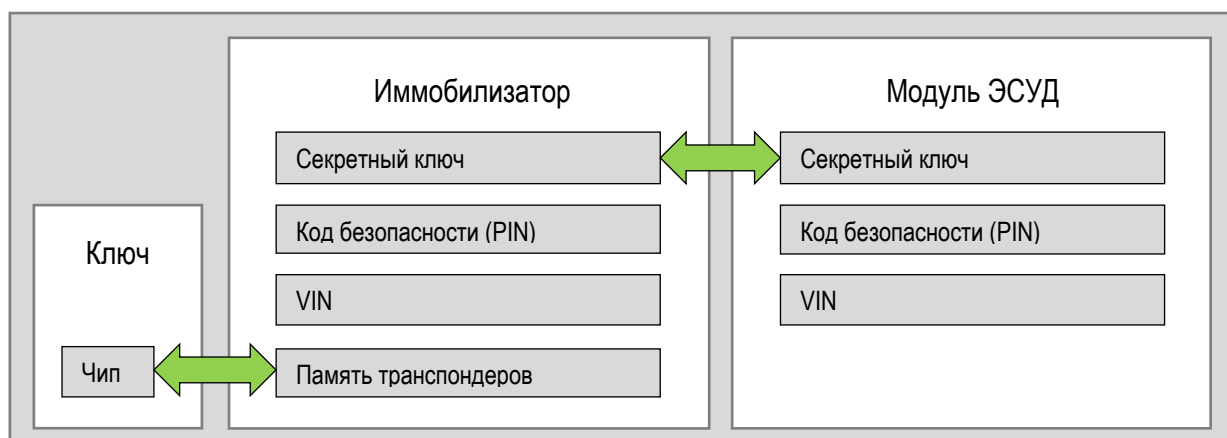 Иммобилизатор
Модуль ЭСУД
Секретный ключ
Секретный ключ
Код безопасности (PIN)
Код безопасности (PIN)
Ключ
VIN
VIN
Чип
Память транспондеров